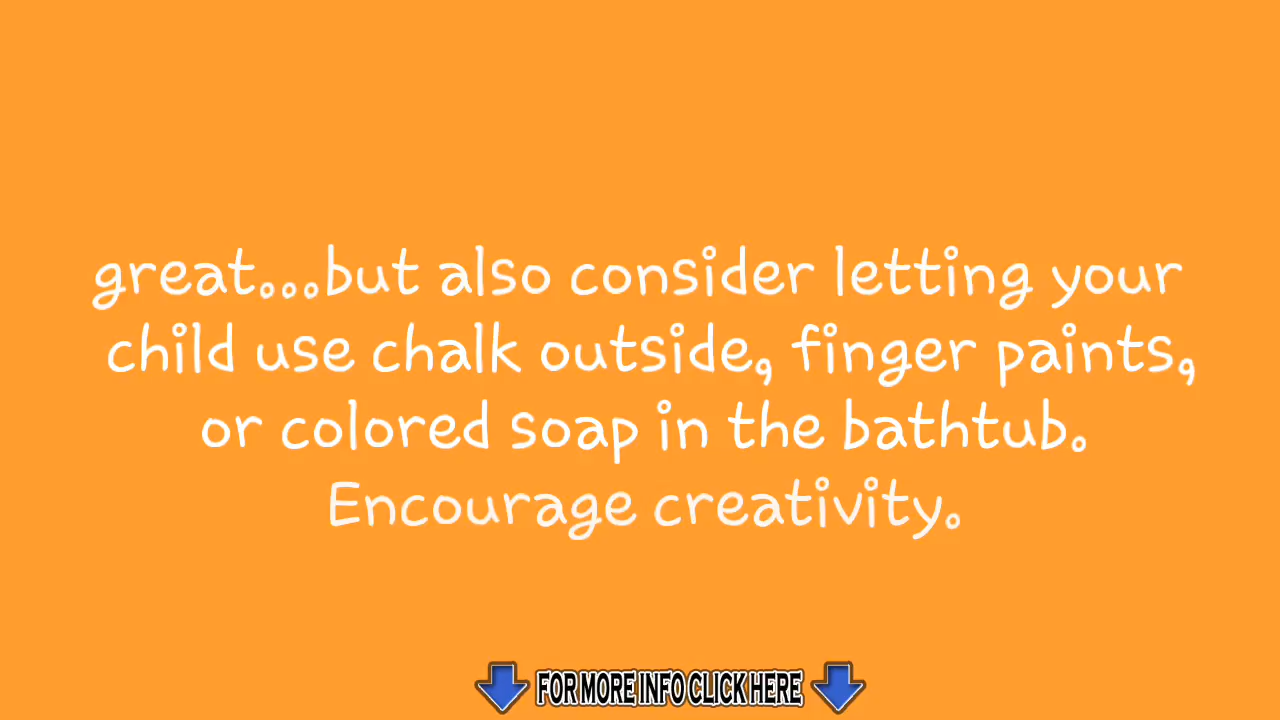 great...but also consider letting your
child use chalk outside, finger paints,
or colored soap in the bathtub.
Encourage creativity.
FOR MORE INFO CLICK HERE